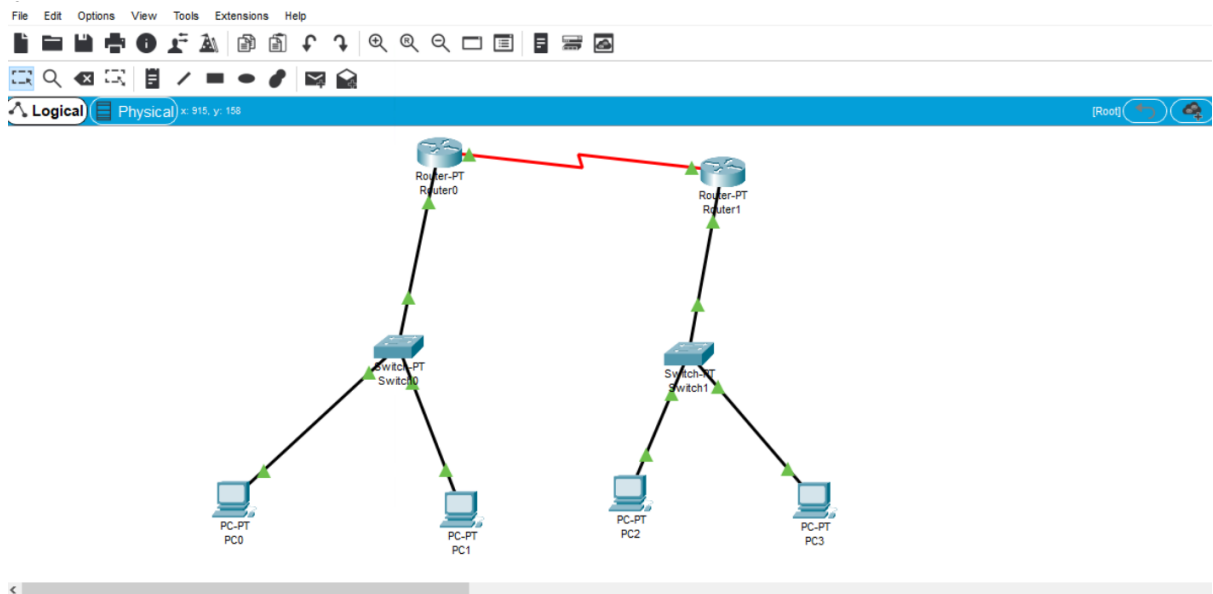 File Edit Options View Tools Extensions Help
Logical Physical x: 915, y: 158 [Root]
Router-PT
Router0
Router-PT
Router1
Switch-PT
Switch0
Switch-PT
Switch1
PC-PT
PC0
PC-PT
PC1
PC-PT
PC2
PC-PT
PC3